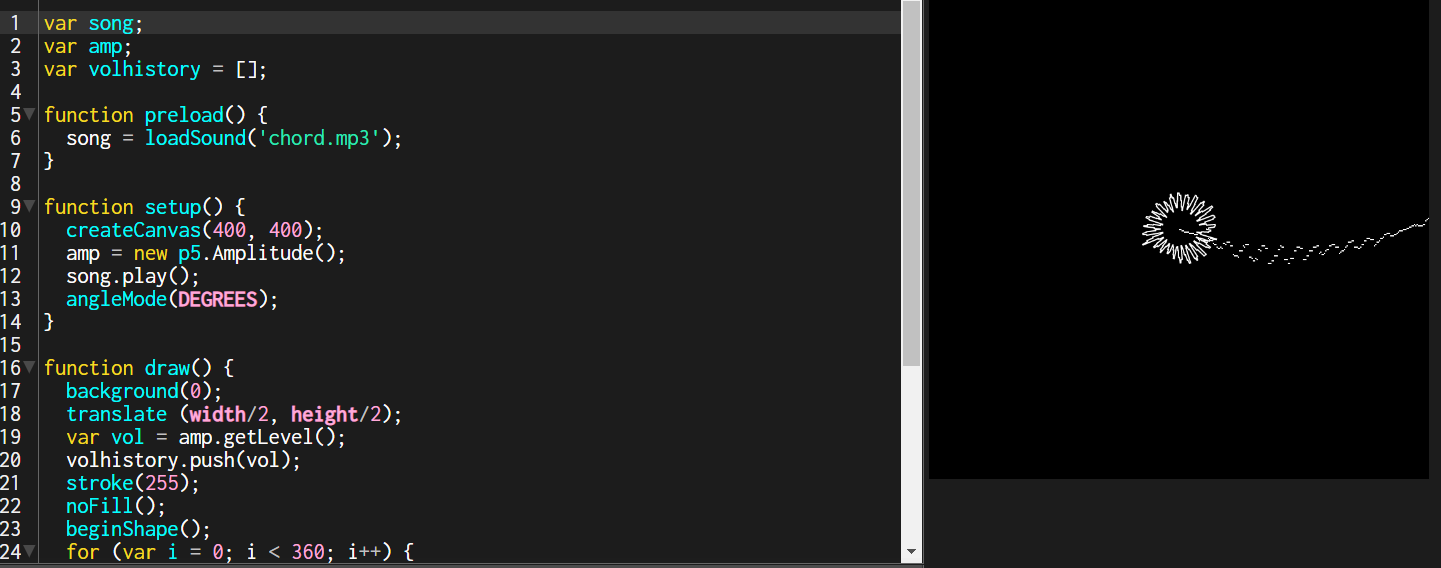 1 var song;
2 var amp;
3 var volhistory = [];
4
5 function preload() {
6 song = loadSound('chord.mp3');
7 }
8
9 function setup() {
10 createCanvas(400, 400);
11 amp = new p5.Amplitude();
12 song.play();
13 angleMode(DEGREES);
14 }
15
16 function draw() {
17 background(0);
18 translate (width/2, height/2);
19 var vol = amp.getLevel();
20 volhistory.push(vol);
21 stroke(255);
22 noFill();
23 beginShape();
24 for (var i = 0; i < 360; i++) {